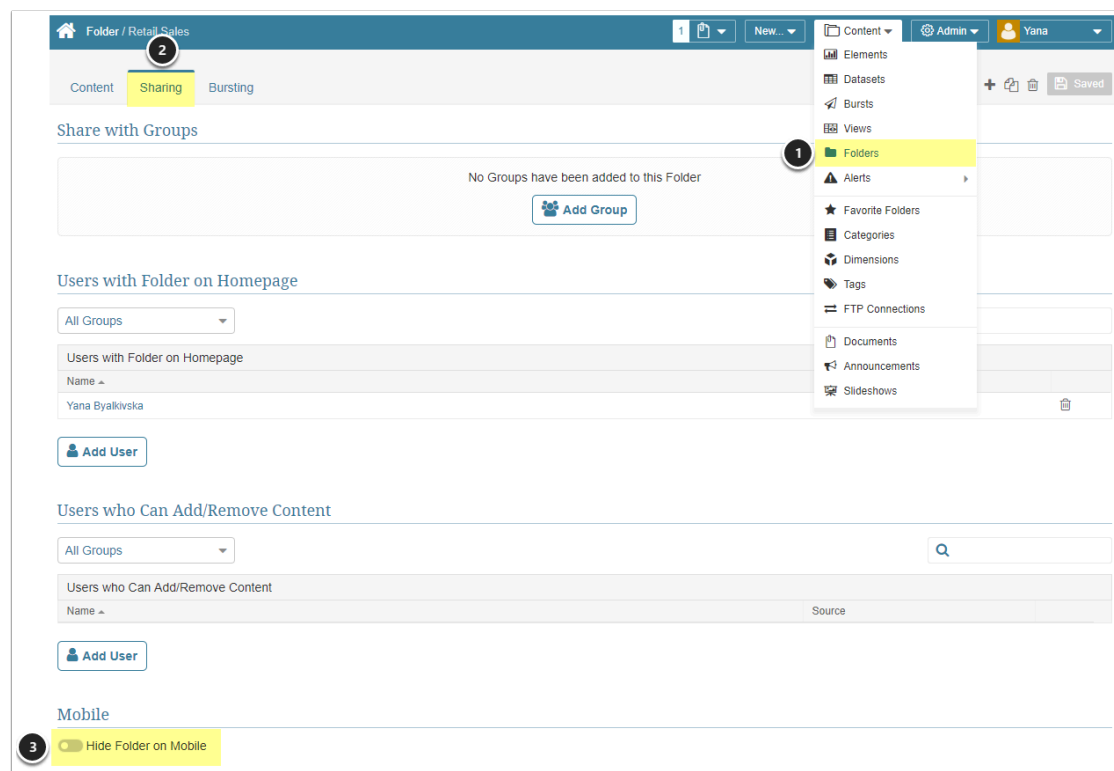 Folder / Retail Sales
1
New...
Content
Admin
Yana
2
Content
Sharing
Bursting
Saved
Elements
Datasets
Bursts
Views
1
Folders
Alerts
Favorite Folders
Categories
Dimensions
Tags
FTP Connections
Documents
Announcements
Slideshows
Share with Groups
No Groups have been added to this Folder
Add Group
Users with Folder on Homepage
All Groups
Users with Folder on Homepage
Name
Yana Byalkivska
Add User
Users who Can Add/Remove Content
All Groups
Users who Can Add/Remove Content
Name
Source
Add User
Mobile
3
Hide Folder on Mobile